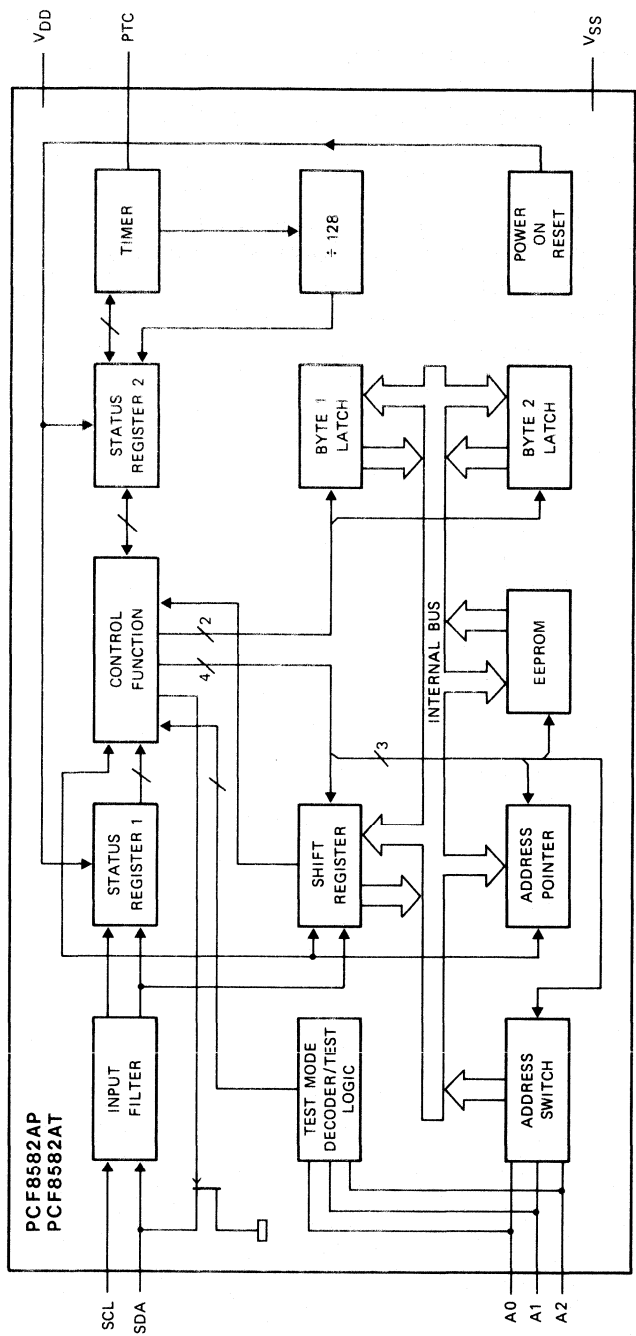 PCF8582AP
PCF8582AT
SCL
SDA
A0
A1
A2
VDD
PTC
VSS
INPUT
FILTER
STATUS
REGISTER 1
CONTROL
FUNCTION
STATUS
REGISTER 2
TIMER
÷ 128
4
2
3
TEST MODE
DECODER/TEST
LOGIC
SHIFT
REGISTER
BYTE 1
LATCH
INTERNAL BUS
ADDRESS
SWITCH
ADDRESS
POINTER
EEPROM
BYTE 2
LATCH
POWER
ON
RESET